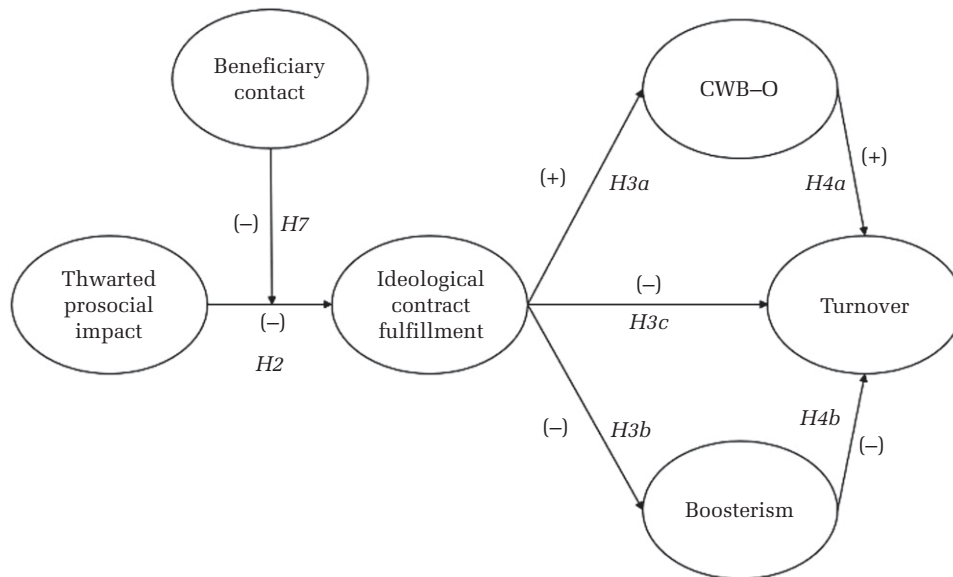 Beneficiary
contact
CWB–O
(+)
(+)
H3a
H4a
(–)
H7
Thwarted
prosocial
impact
(–)
H2
Ideological
contract
fulfillment
(–)
H3c
Turnover
(–)
H3b
H4b
(–)
Boosterism